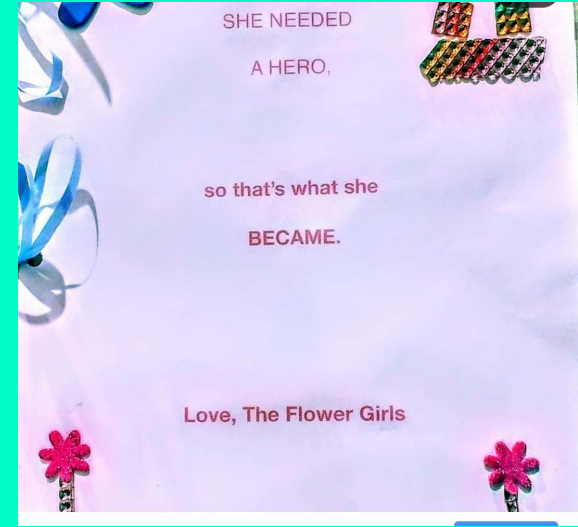 SHE NEEDED
A HERO,
so that's what she
BECAME.
Love, The Flower Girls